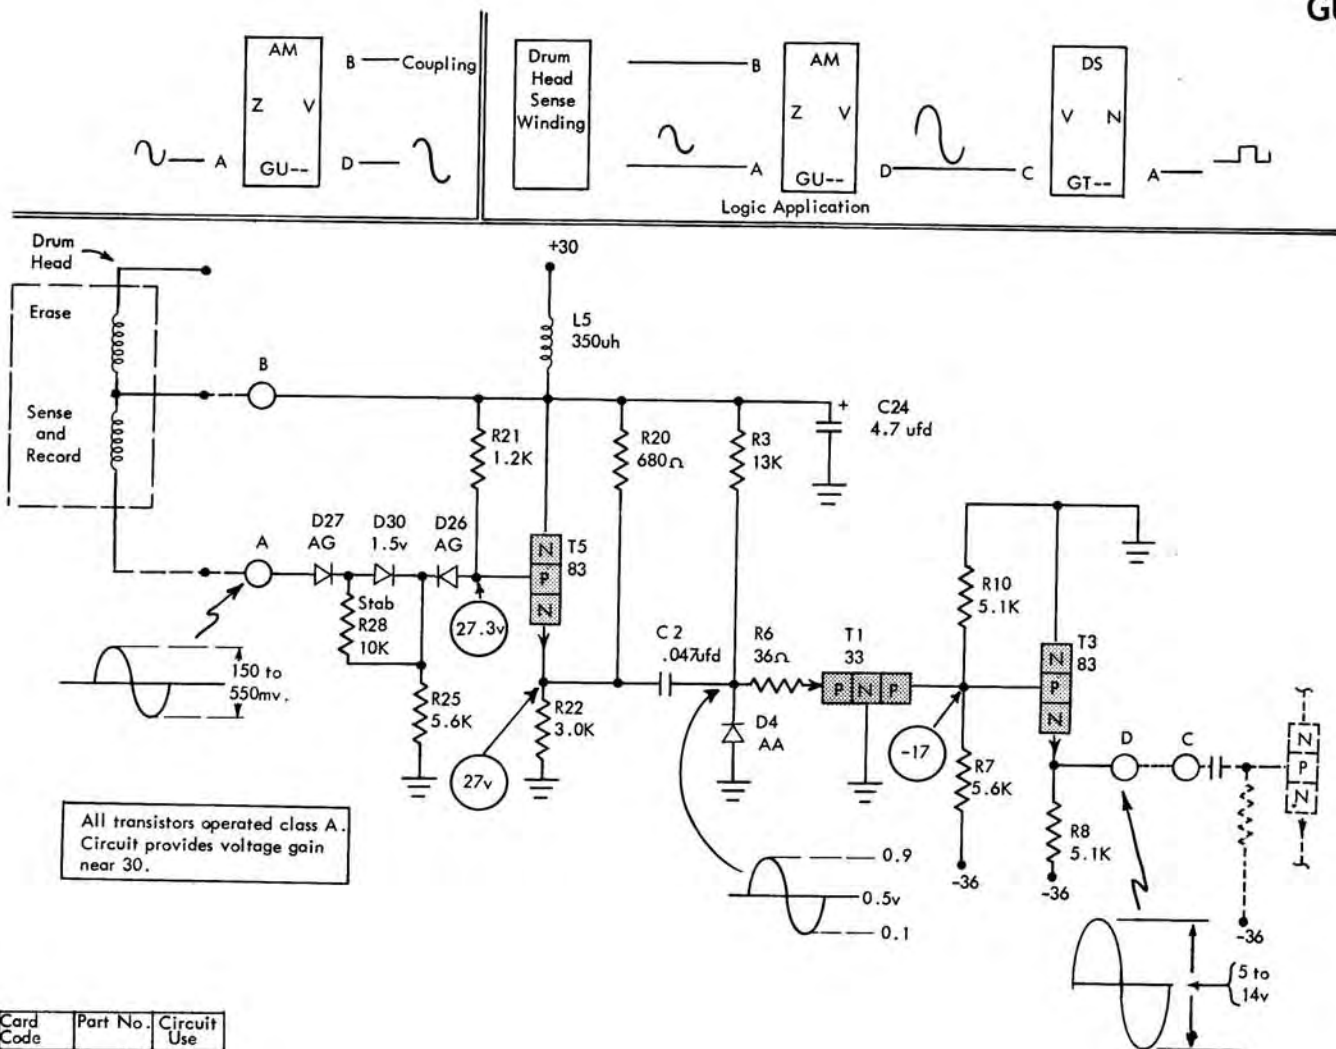 GU
AM
Z V
GU--
A
B
Coupling
D
Drum
Head
Sense
Winding
B
A
AM
Z V
GU--
D
C
DS
V N
GT--
A
Logic Application
Drum
Head
Erase
Sense
and
Record
B
A
+30
L5
350uh
R21
1.2K
R20
680Ω
R3
13K
+
C24
4.7 ufd
D27
AG
D30
1.5v
D26
AG
Stab
R28
10K
27.3v
N
P
N
T5
83
150 to
550mv.
R25
5.6K
R22
3.0K
27v
C2
.047ufd
R6
36Ω
D4
AA
T1
33
P N P
-17
R10
5.1K
R7
5.6K
-36
N
P
N
T3
83
R8
5.1K
-36
D
C
N
P
N
-36
0.9
0.5v
0.1
5 to
14v
All transistors operated class A.
Circuit provides voltage gain
near 30.
Card
Code
Part No.
Circuit
Use